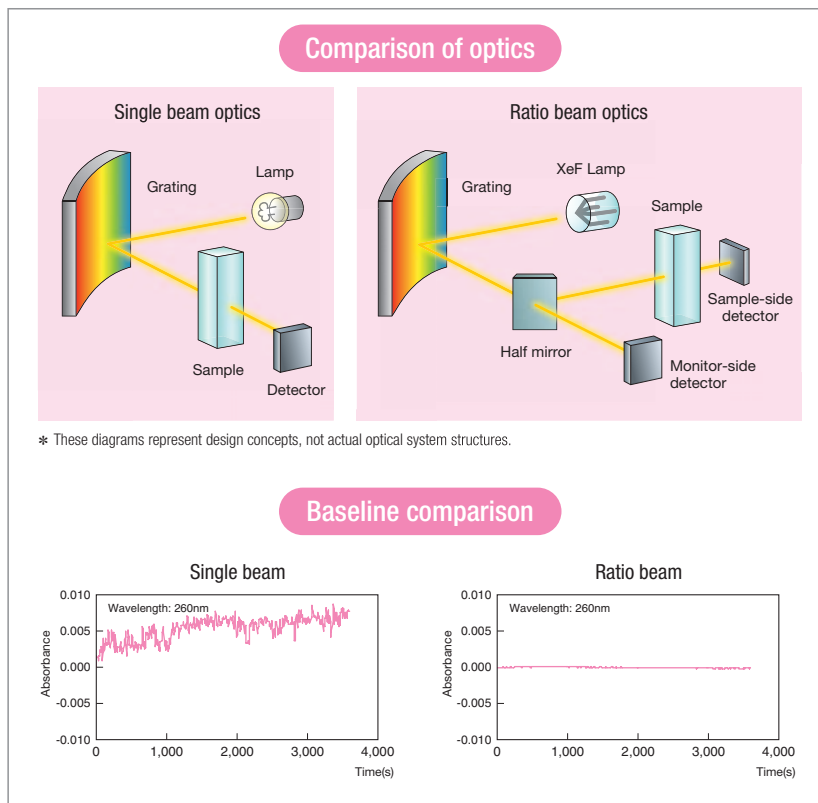 Comparison of optics
Single beam optics
Grating
Lamp
Sample
Detector
Ratio beam optics
Grating
XeF Lamp
Sample
Half mirror
Sample-side
detector
Monitor-side
detector
* These diagrams represent design concepts, not actual optical system structures.
Baseline comparison
Single beam
Wavelength: 260nm
Absorbance
0.010
0.005
0.000
-0.005
-0.010
0 1,000 2,000 3,000 4,000
Time(s)
Ratio beam
Wavelength: 260nm
Absorbance
0.010
0.005
0.000
-0.005
-0.010
0 1,000 2,000 3,000 4,000
Time(s)